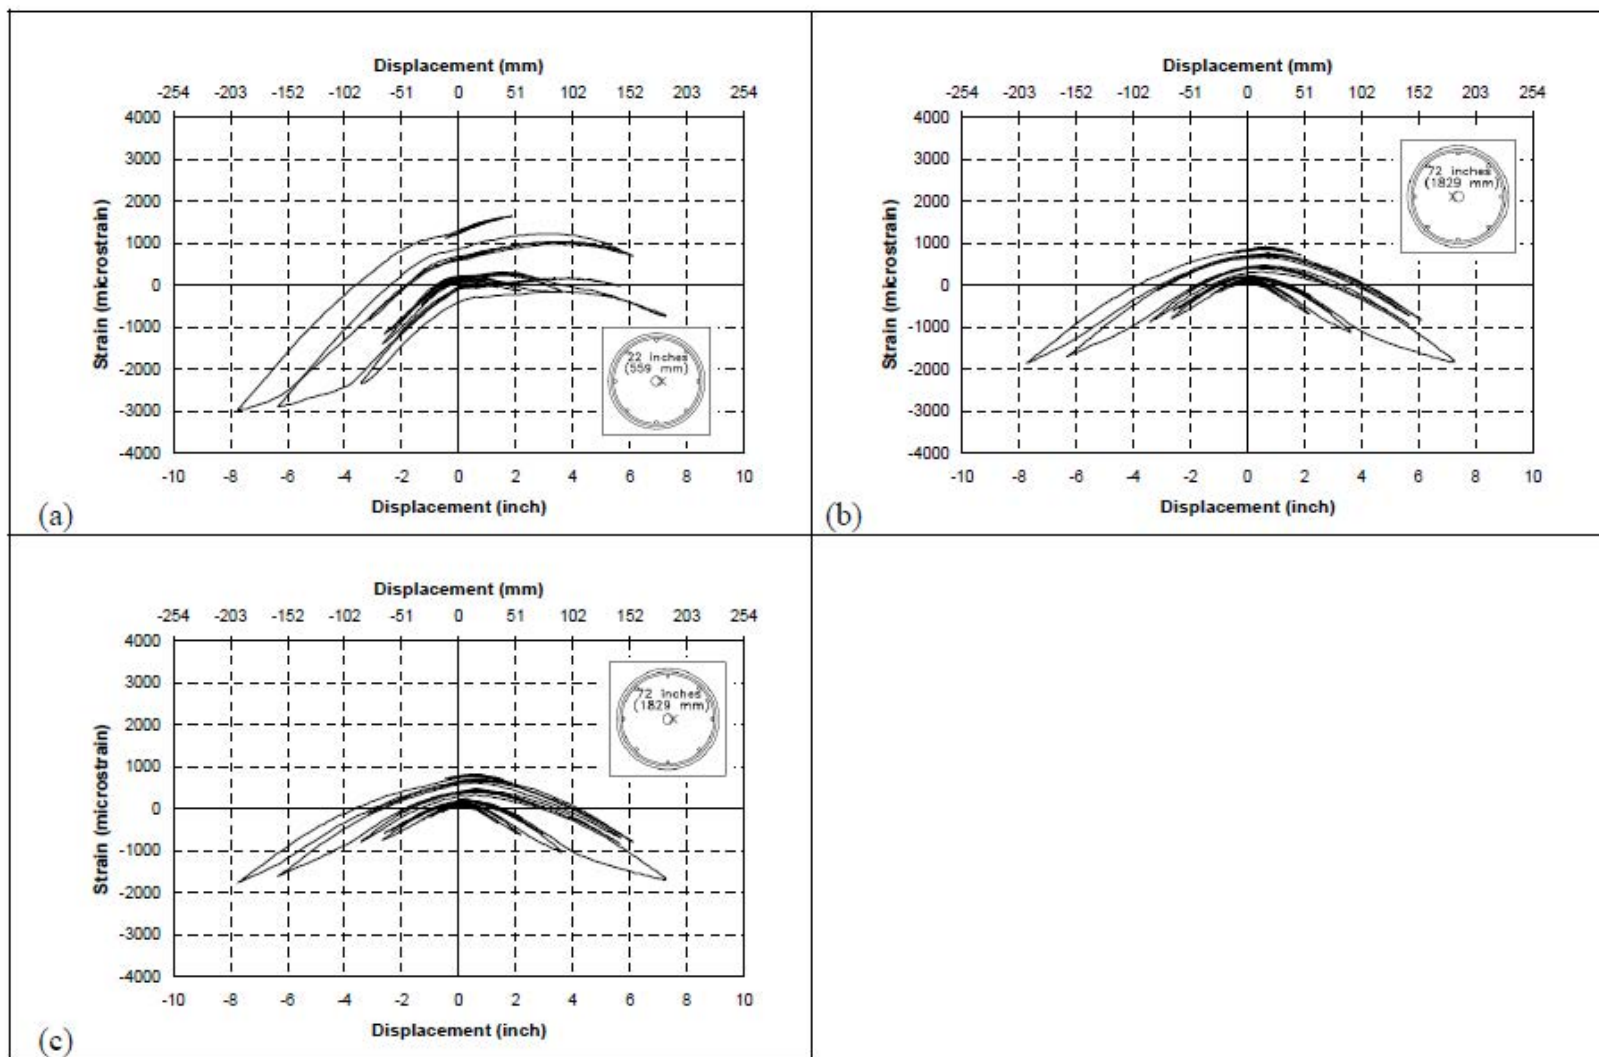 Displacement (mm)
-254 -203 -152 -102 -51 0 51 102 152 203 254
4000
3000
2000
1000
0
-1000
-2000
-3000
-4000
Strain (microstrain)
22 inches
(559 mm)
X
-10 -8 -6 -4 -2 0 2 4 6 8 10
Displacement (inch)
(a)
Displacement (mm)
-254 -203 -152 -102 -51 0 51 102 152 203 254
4000
3000
2000
1000
0
-1000
-2000
-3000
-4000
Strain (microstrain)
72 inches
(1829 mm)
X
-10 -8 -6 -4 -2 0 2 4 6 8 10
Displacement (inch)
(b)
Displacement (mm)
-254 -203 -152 -102 -51 0 51 102 152 203 254
4000
3000
2000
1000
0
-1000
-2000
-3000
-4000
Strain (microstrain)
72 inches
(1829 mm)
X
-10 -8 -6 -4 -2 0 2 4 6 8 10
Displacement (inch)
(c)